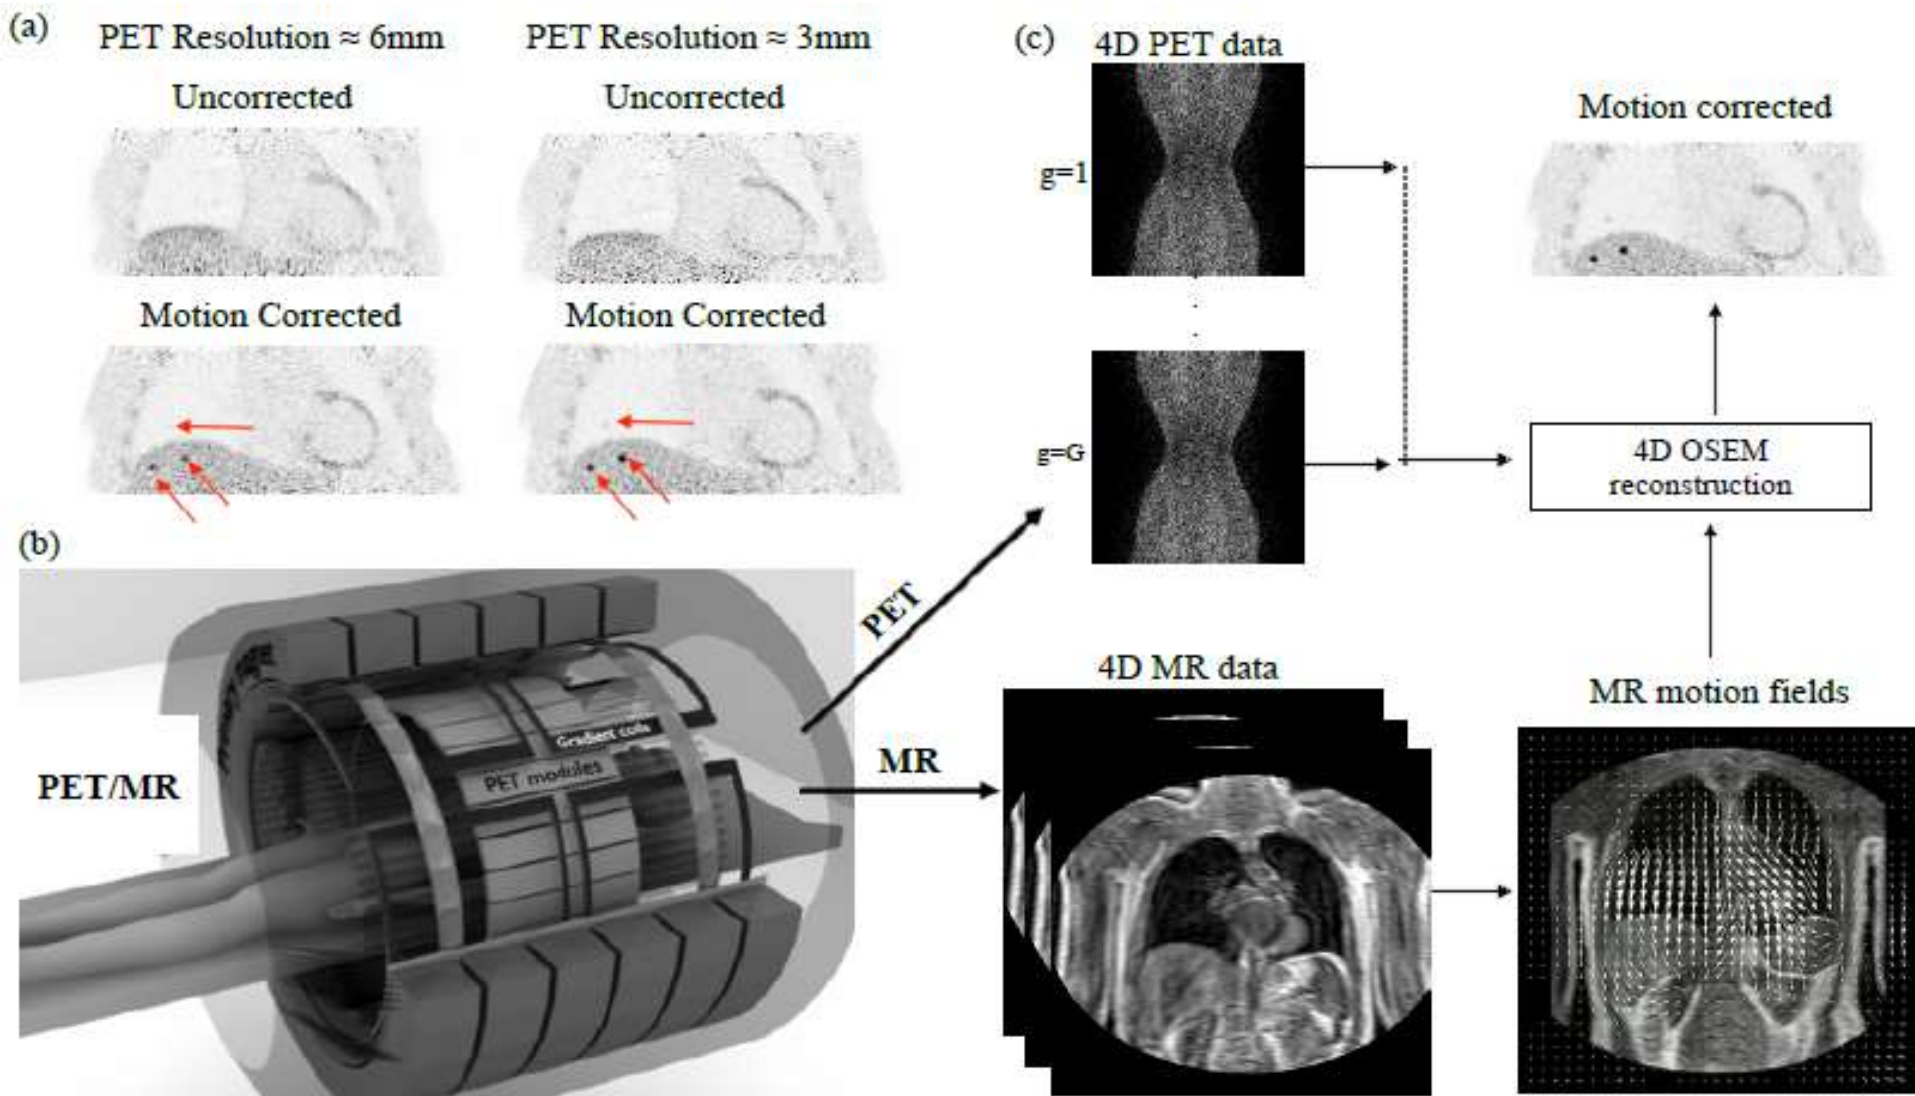 (a)
PET Resolution ≈ 6mm
PET Resolution ≈ 3mm
Uncorrected
Uncorrected
Motion Corrected
Motion Corrected
(b)
PET/MR
Gradient coils
PET modules
PET
MR
(c)
4D PET data
g=1
g=G
Motion corrected
4D OSEM
reconstruction
4D MR data
MR motion fields